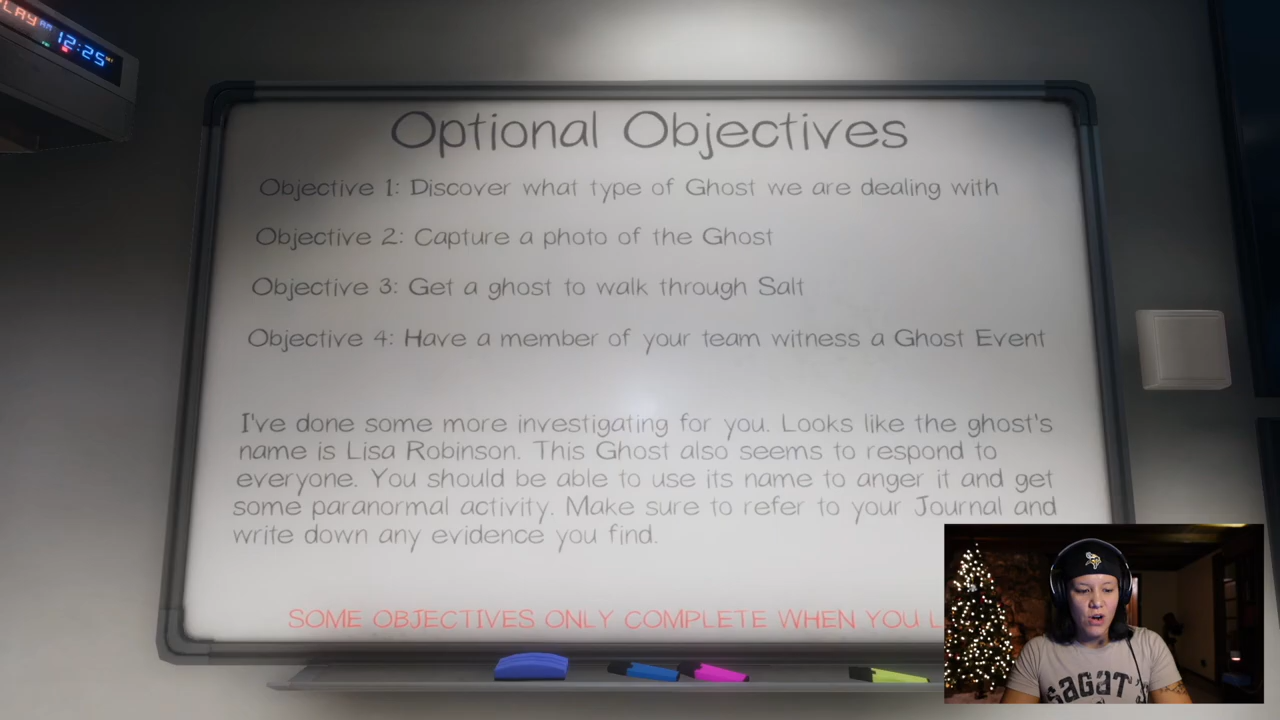 PLAY AM 12:25
Optional Objectives
Objective 1: Discover what type of Ghost we are dealing with
Objective 2: Capture a photo of the Ghost
Objective 3: Get a ghost to walk through Salt
Objective 4: Have a member of your team witness a Ghost Event
I've done some more investigating for you. Looks like the ghost's
name is Lisa Robinson. This Ghost also seems to respond to
everyone. You should be able to use its name to anger it and get
some paranormal activity. Make sure to refer to your Journal and
write down any evidence you find.
SOME OBJECTIVES ONLY COMPLETE WHEN YOU L
SAGAT'S